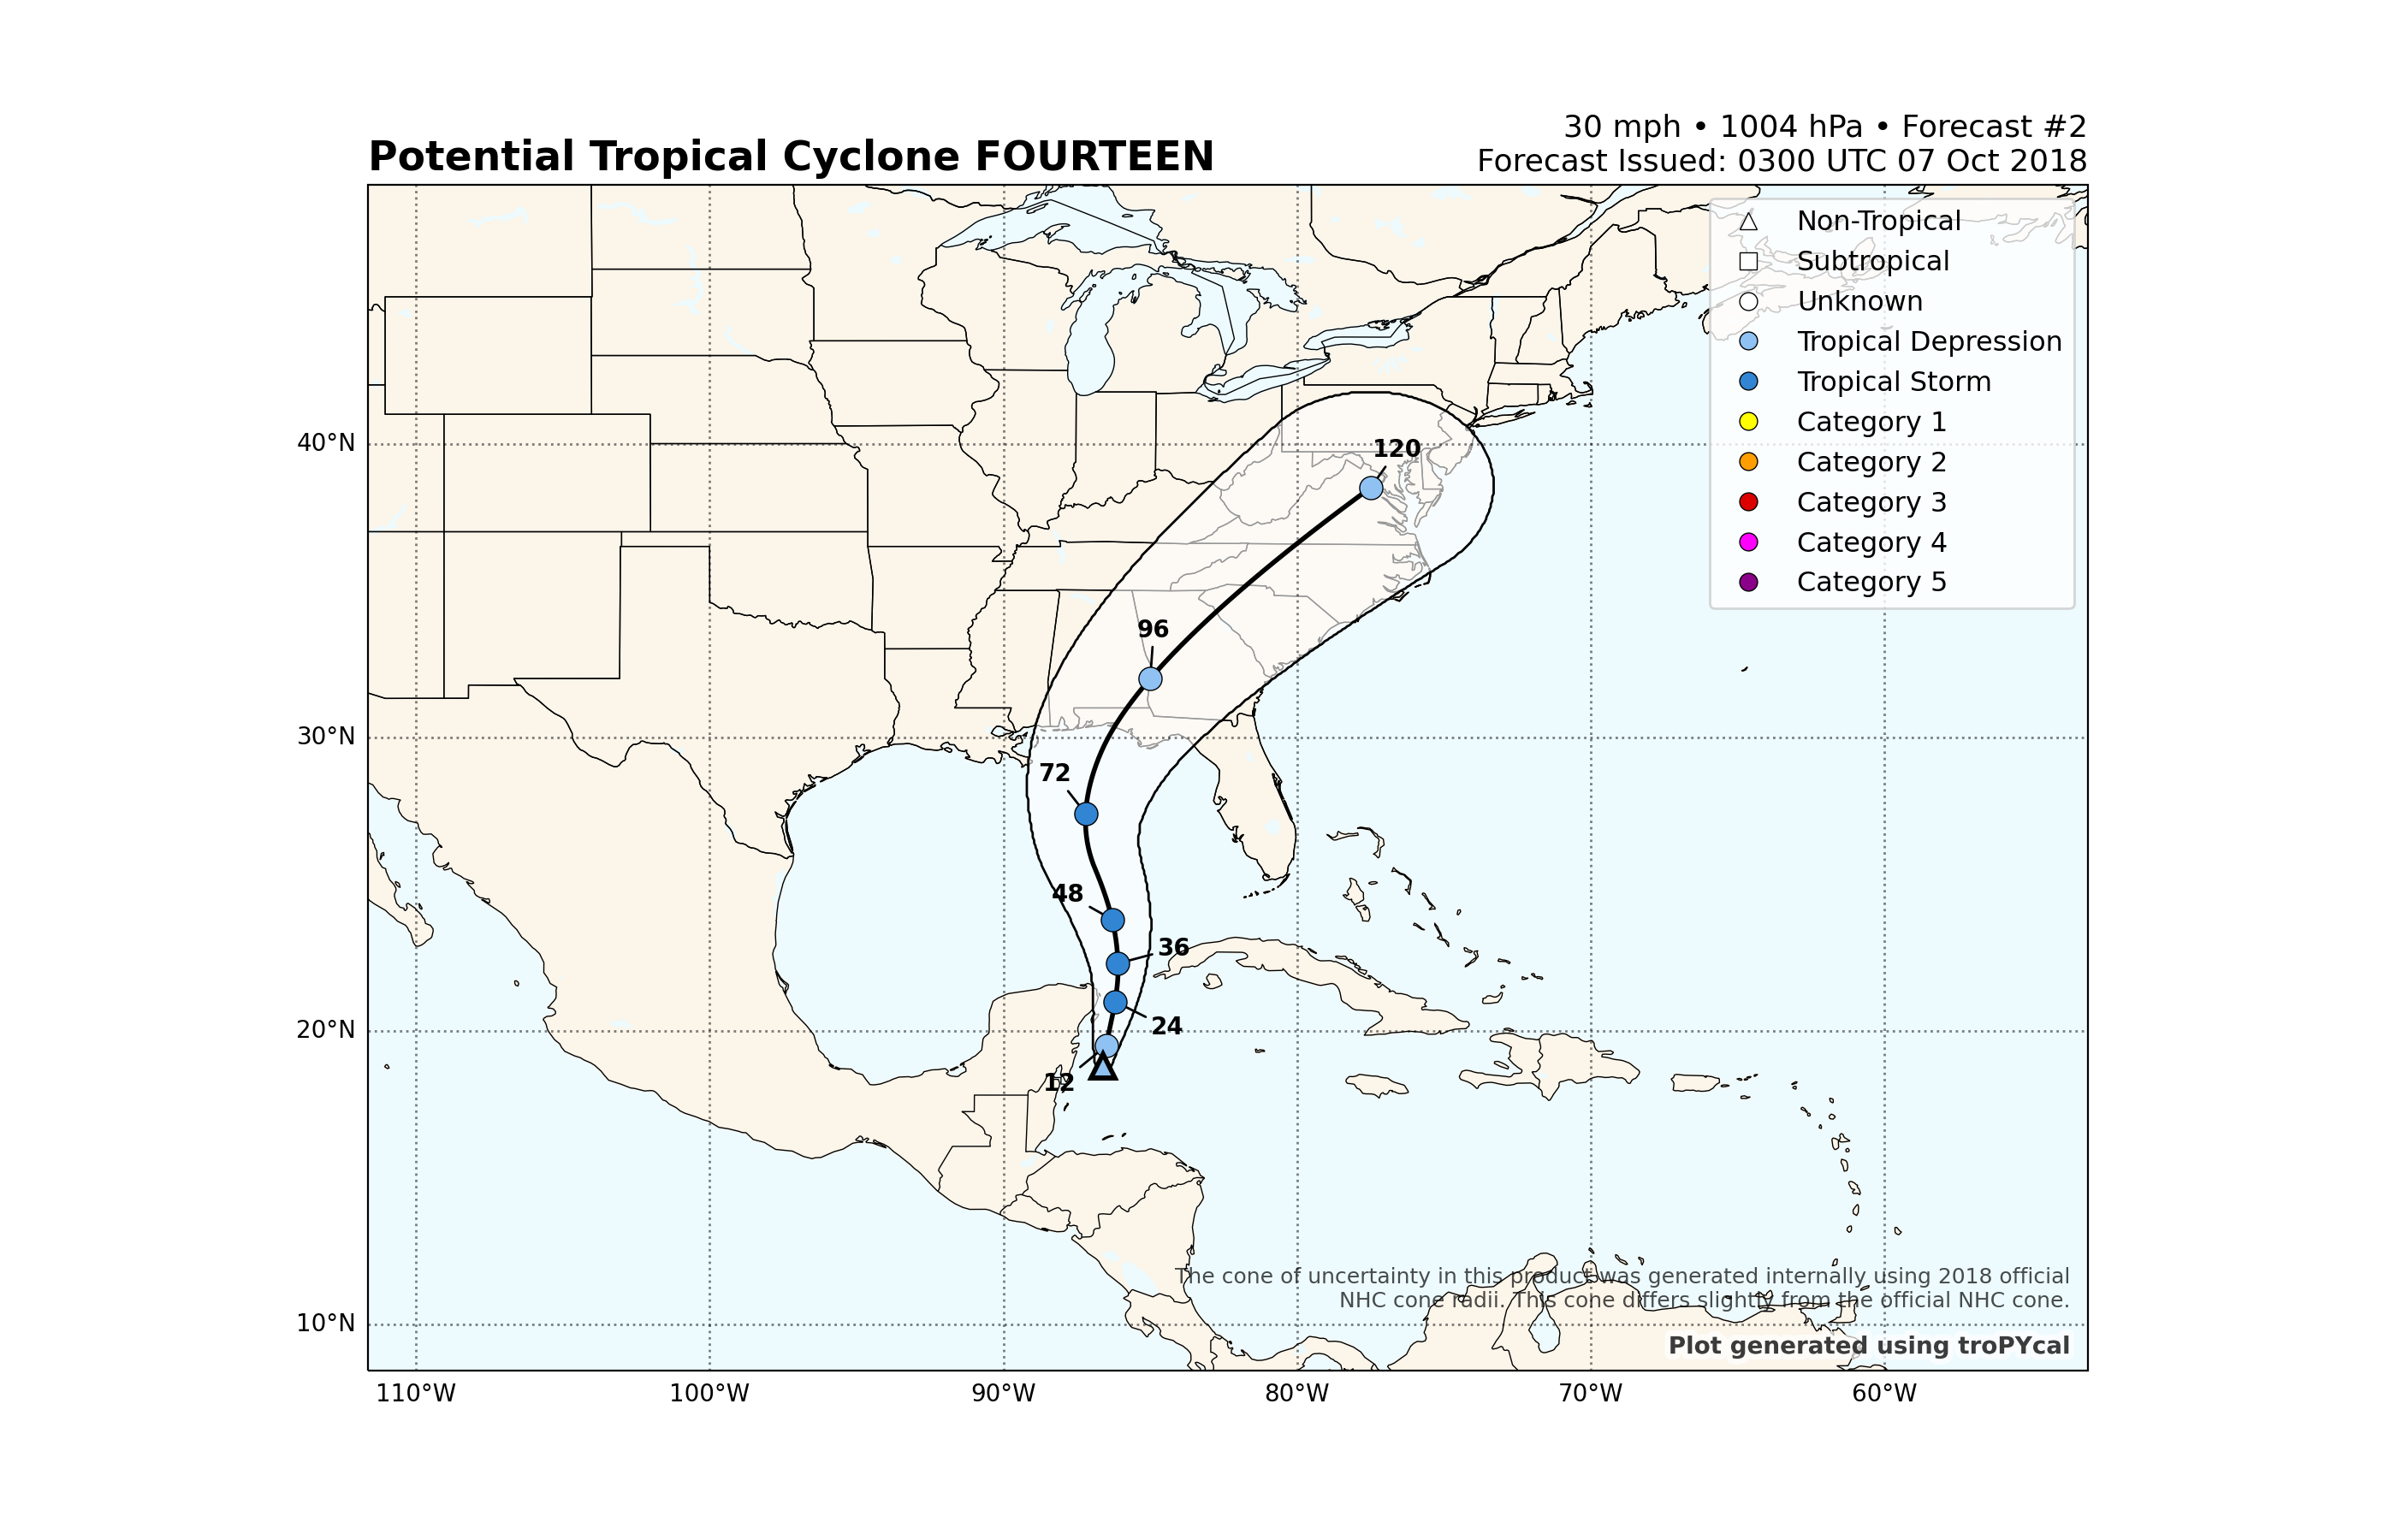 30 mph • 1004 hPa • Forecast #2
Potential Tropical Cyclone FOURTEEN
Forecast Issued: 0300 UTC 07 Oct 2018
Non-Tropical
Subtropical
Unknown
Tropical Depression
Tropical Storm
Category 1
Category 2
Category 3
Category 4
Category 5
40°N
120
96
30°N
72
48
36
24
20°N
12
The cone of uncertainty in this product was generated internally using 2018 official
NHC cone radii. This cone differs slightly from the official NHC cone.
10°N
Plot generated using troPYcal
110°W 100°W 90°W 80°W 70°W 60°W